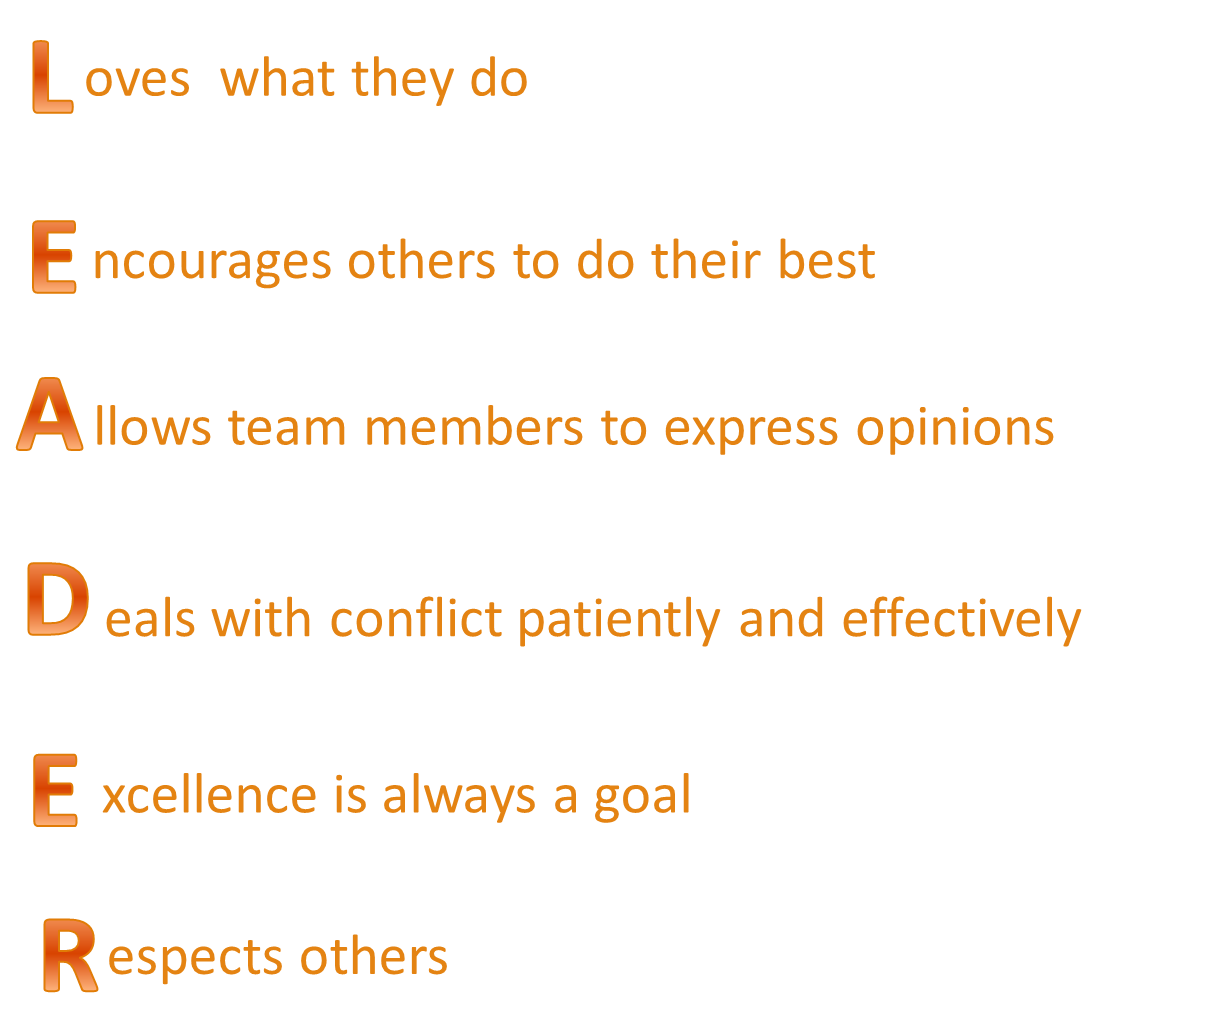 Loves what they do
Encourages others to do their best
Allows team members to express opinions
Deals with conflict patiently and effectively
Excellence is always a goal
Respects others